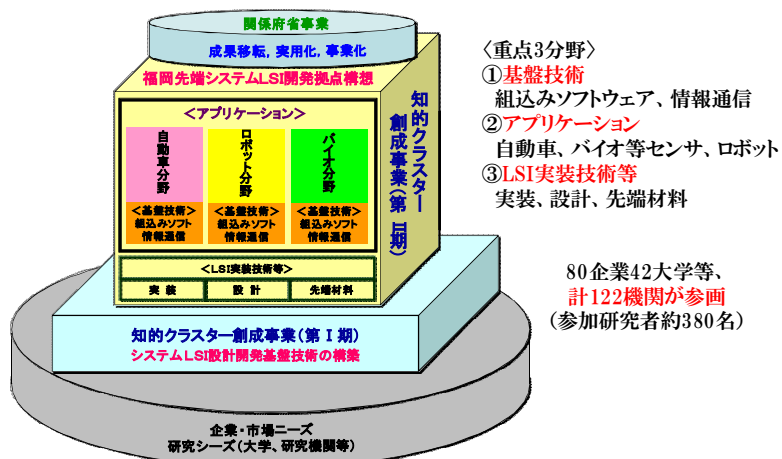 関係府省事業
成果移転, 実用化, 事業化
福岡先端システムLSI開発拠点構想
知的クラスター
創成事業(第Ⅱ期)
<アプリケーション>
自動車分野
ロボット分野
バイオ分野
<基盤技術>
組込みソフト
情報通信
<基盤技術>
組込みソフト
情報通信
<基盤技術>
組込みソフト
情報通信
<LSI実装技術等>
実 装
設 計
先端材料
知的クラスター創成事業(第Ⅰ期)
システムLSI設計開発基盤技術の構築
企業・市場ニーズ
研究シーズ(大学、研究機関等)
〈重点3分野〉
①基盤技術
組込みソフトウェア、情報通信
②アプリケーション
自動車、バイオ等センサ、ロボット
③LSI実装技術等
実装、設計、先端材料
80企業42大学等、
計122機関が参画
(参加研究者約380名)